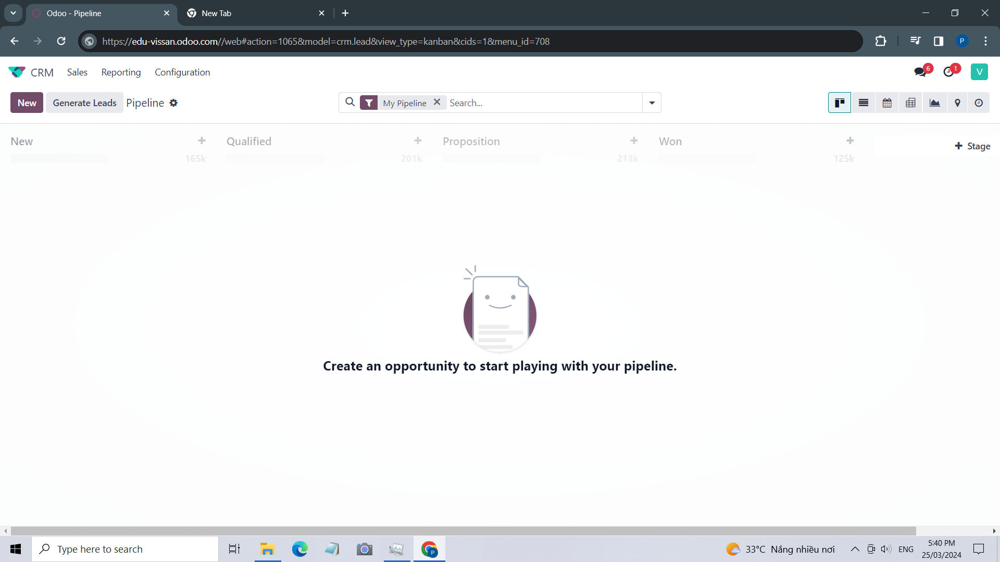 Odoo - Pipeline
New Tab
https://edu-vissan.odoo.com//web#action=1065&model=crm.lead&view_type=kanban&cids=1&menu_id=708
P
CRM
Sales
Reporting
Configuration
6
1
V
New
Generate Leads
Pipeline
My Pipeline
Search...
New
Qualified
Proposition
Won
Stage
165k
201k
213k
125k
Create an opportunity to start playing with your pipeline.
Type here to search
P
33°C Nắng nhiều nơi
ENG
5:40 PM
25/03/2024